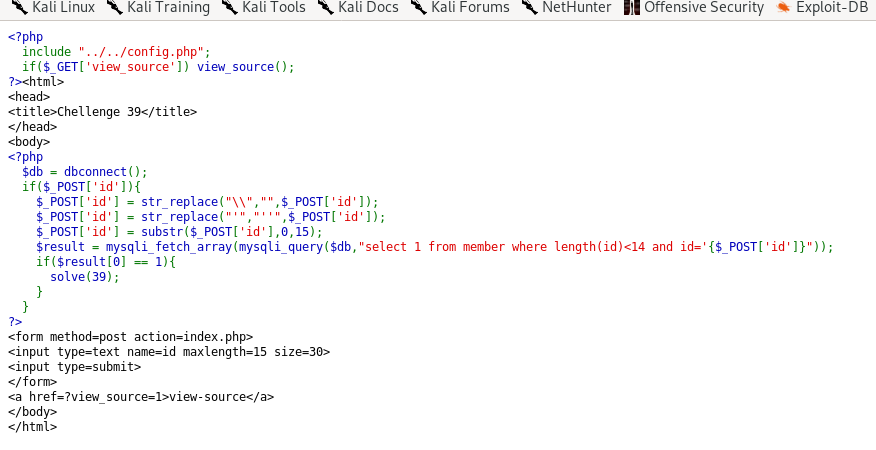 Kali Linux Kali Training Kali Tools Kali Docs Kali Forums NetHunter Offensive Security Exploit-DB
<?php
  include "../../config.php";
  if($_GET['view_source']) view_source();
?><html>
<head>
<title>Chellenge 39</title>
</head>
<body>
<?php
  $db = dbconnect();
  if($_POST['id']){
    $_POST['id'] = str_replace("\\","",$_POST['id']);
    $_POST['id'] = str_replace("'","''",$_POST['id']);
    $_POST['id'] = substr($_POST['id'],0,15);
    $result = mysqli_fetch_array(mysqli_query($db,"select 1 from member where length(id)<14 and id='{$_POST['id']}"));
    if($result[0] == 1){
      solve(39);
    }
  }
?>
<form method=post action=index.php>
<input type=text name=id maxlength=15 size=30>
<input type=submit>
</form>
<a href=?view_source=1>view-source</a>
</body>
</html>